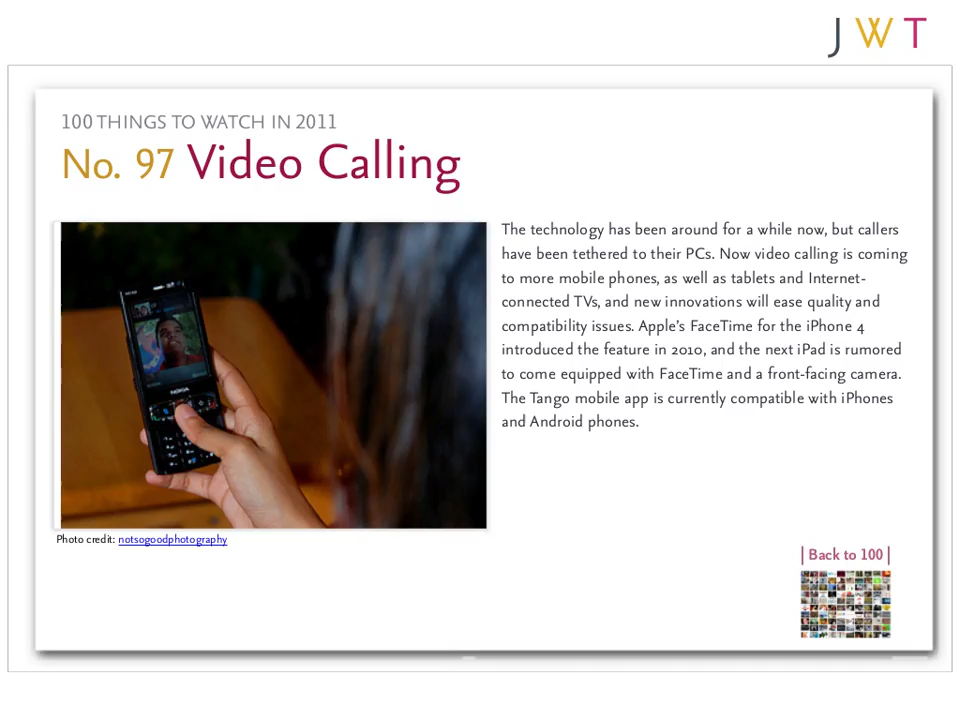 JWT
100 THINGS TO WATCH IN 2011
No. 97 Video Calling
The technology has been around for a while now, but callers
have been tethered to their PCs. Now video calling is coming
to more mobile phones, as well as tablets and Internet-
connected TVs, and new innovations will ease quality and
compatibility issues. Apple's FaceTime for the iPhone 4
introduced the feature in 2010, and the next iPad is rumored
to come equipped with FaceTime and a front-facing camera.
The Tango mobile app is currently compatible with iPhones
and Android phones.
NOKIA
Photo credit: notsogoodphotography
| Back to 100 |